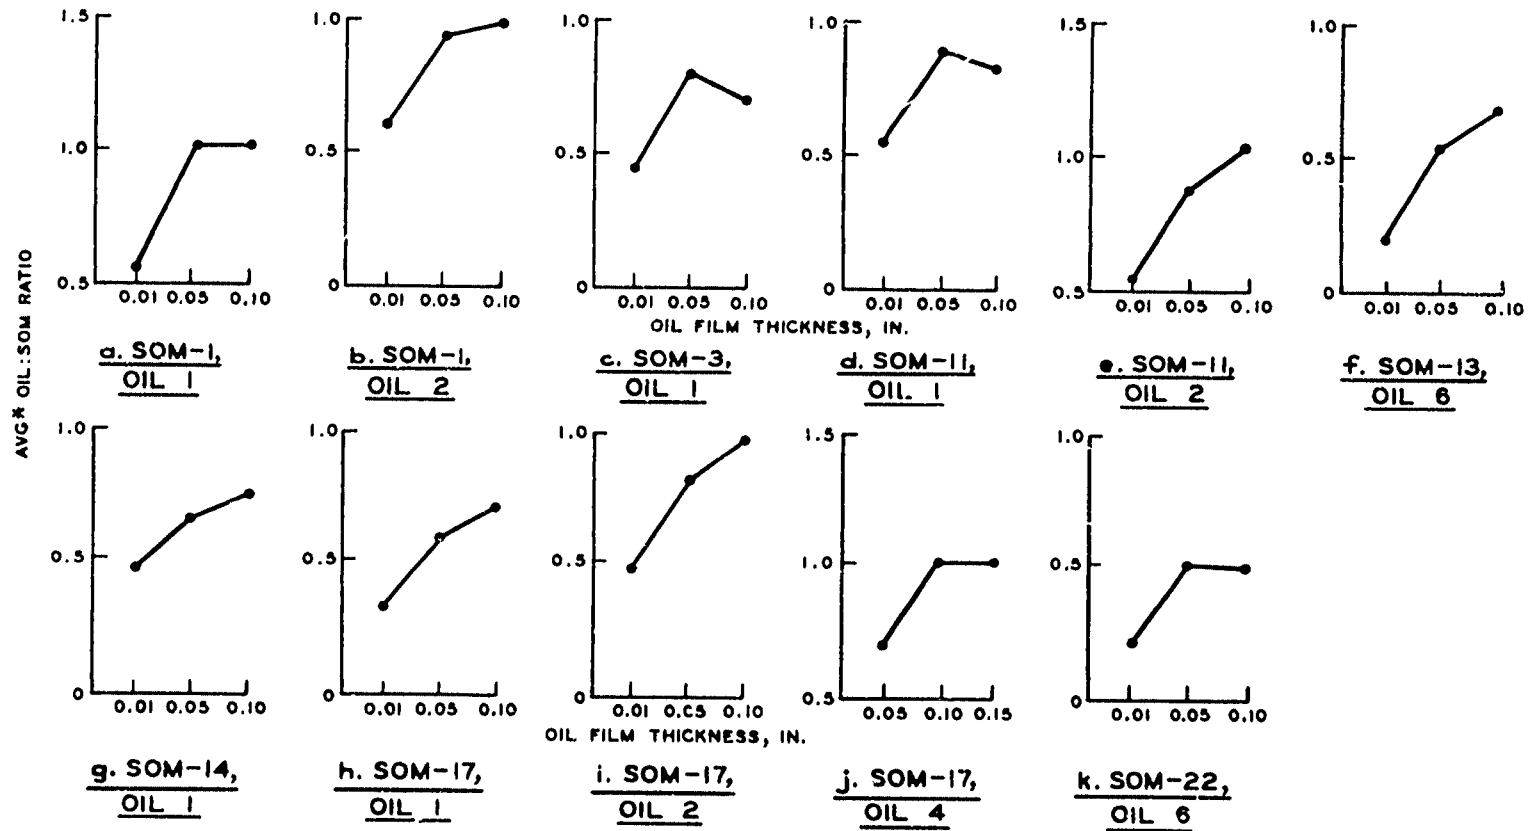 AVG* OIL:SOM RATIO
1.5
1.0
0.5
0.01 0.05 0.10
a. SOM-1,
OIL 1
1.0
0.5
0
0.01 0.05 0.10
b. SOM-1,
OIL 2
1.0
0.5
0
0.01 0.05 0.10
c. SOM-3,
OIL 1
1.0
0.5
0
0.01 0.05 0.10
d. SOM-11,
OIL 1
1.5
1.0
0.5
0.01 0.05 0.10
e. SOM-11,
OIL 2
1.0
0.5
0
0.01 0.05 0.10
f. SOM-13,
OIL 6
OIL FILM THICKNESS, IN.
1.0
0.5
0
0.01 0.05 0.10
g. SOM-14,
OIL 1
1.0
0.5
0
0.01 0.05 0.10
h. SOM-17,
OIL 1
1.0
0.5
0
0.01 0.05 0.10
i. SOM-17,
OIL 2
1.5
1.0
0.5
0.05 0.10 0.15
j. SOM-17,
OIL 4
1.0
0.5
0
0.01 0.05 0.10
k. SOM-22,
OIL 6
OIL FILM THICKNESS, IN.